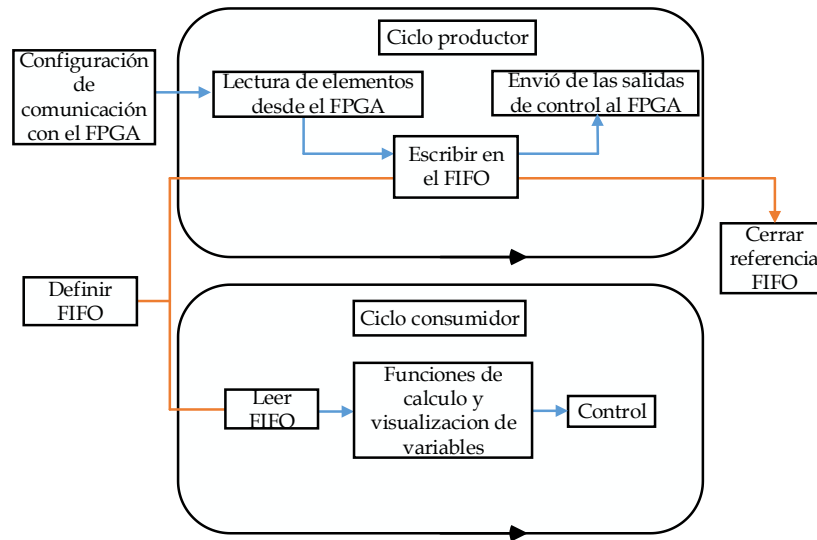 Ciclo productor
Configuración
de
comunicación
con el FPGA
Lectura de elementos
desde el FPGA
Envió de las salidas
de control al FPGA
Escribir en
el FIFO
Cerrar
referencia
FIFO
Definir
FIFO
Ciclo consumidor
Leer
FIFO
Funciones de
calculo y
visualizacion de
variables
Control